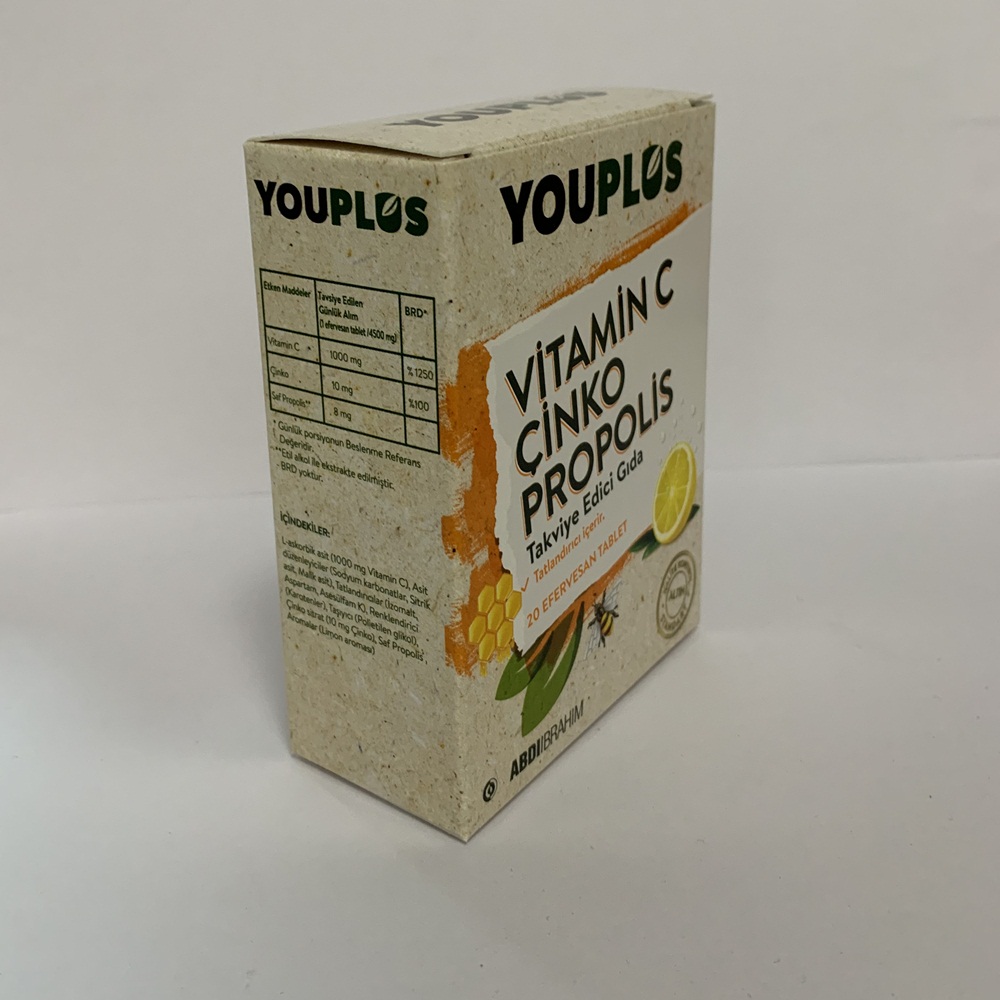 YOUPLUS
YOUPLUS
Etken Maddeler
Tavsiye Edilen
Günlük Alım
(1 efervesan tablet /4500 mg)
BRD*
Vitamin C
1000 mg
%1250
Çinko
10 mg
%100
Saf Propolis**
8 mg
* Günlük porsiyonun Beslenme Referans
Değeridir.
**Etil alkol ile ekstrakte edilmiştir.
BRD yoktur.
İÇİNDEKİLER:
L-askorbik asit (1000 mg Vitamin C), Asit
düzenleyiciler (Sodyum karbonatlar, Sitrik
asit, Malik asit), Tatlandırıcılar (İzomalt,
Aspartam, Asesülfam K), Renklendirici
(Karotenler), Taşıyıcı (Polietilen glikol),
Çinko sitrat (10 mg Çinko), Saf Propolis
Aromalar (Limon aroması)
YOUPLUS
VİTAMİN C
ÇİNKO
PROPOLİS
Takviye Edici Gıda
✓ Tatlandırıcı içerir.
20 EFERVESAN TABLET
ABDİİBRAHİM